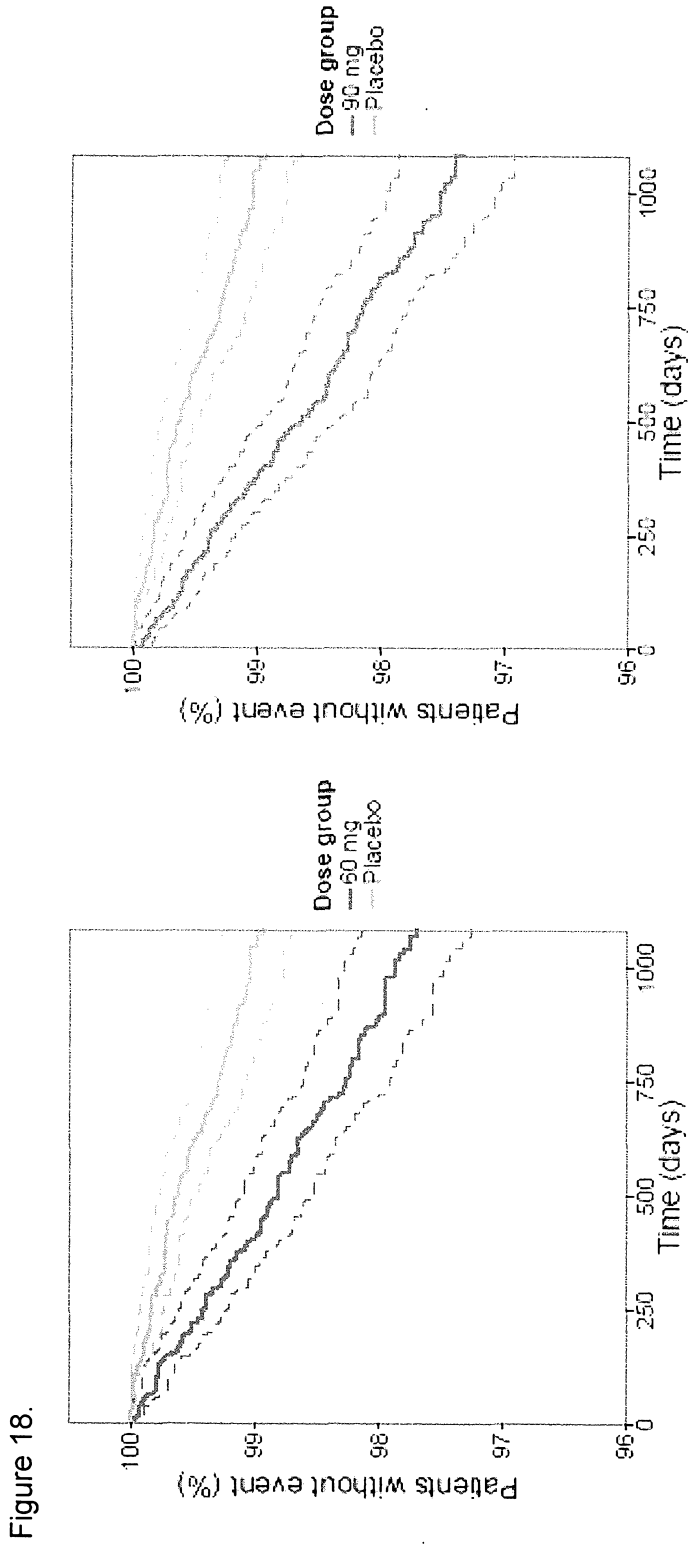 Figure 18.
Patients without event (%)
100
99
98
97
96
0
250
500
750
1000
Time (days)
Dose group
60 mg
Placebo
Patients without event (%)
100
99
98
97
96
0
250
500
750
1000
Time (days)
Dose group
90 mg
Placebo